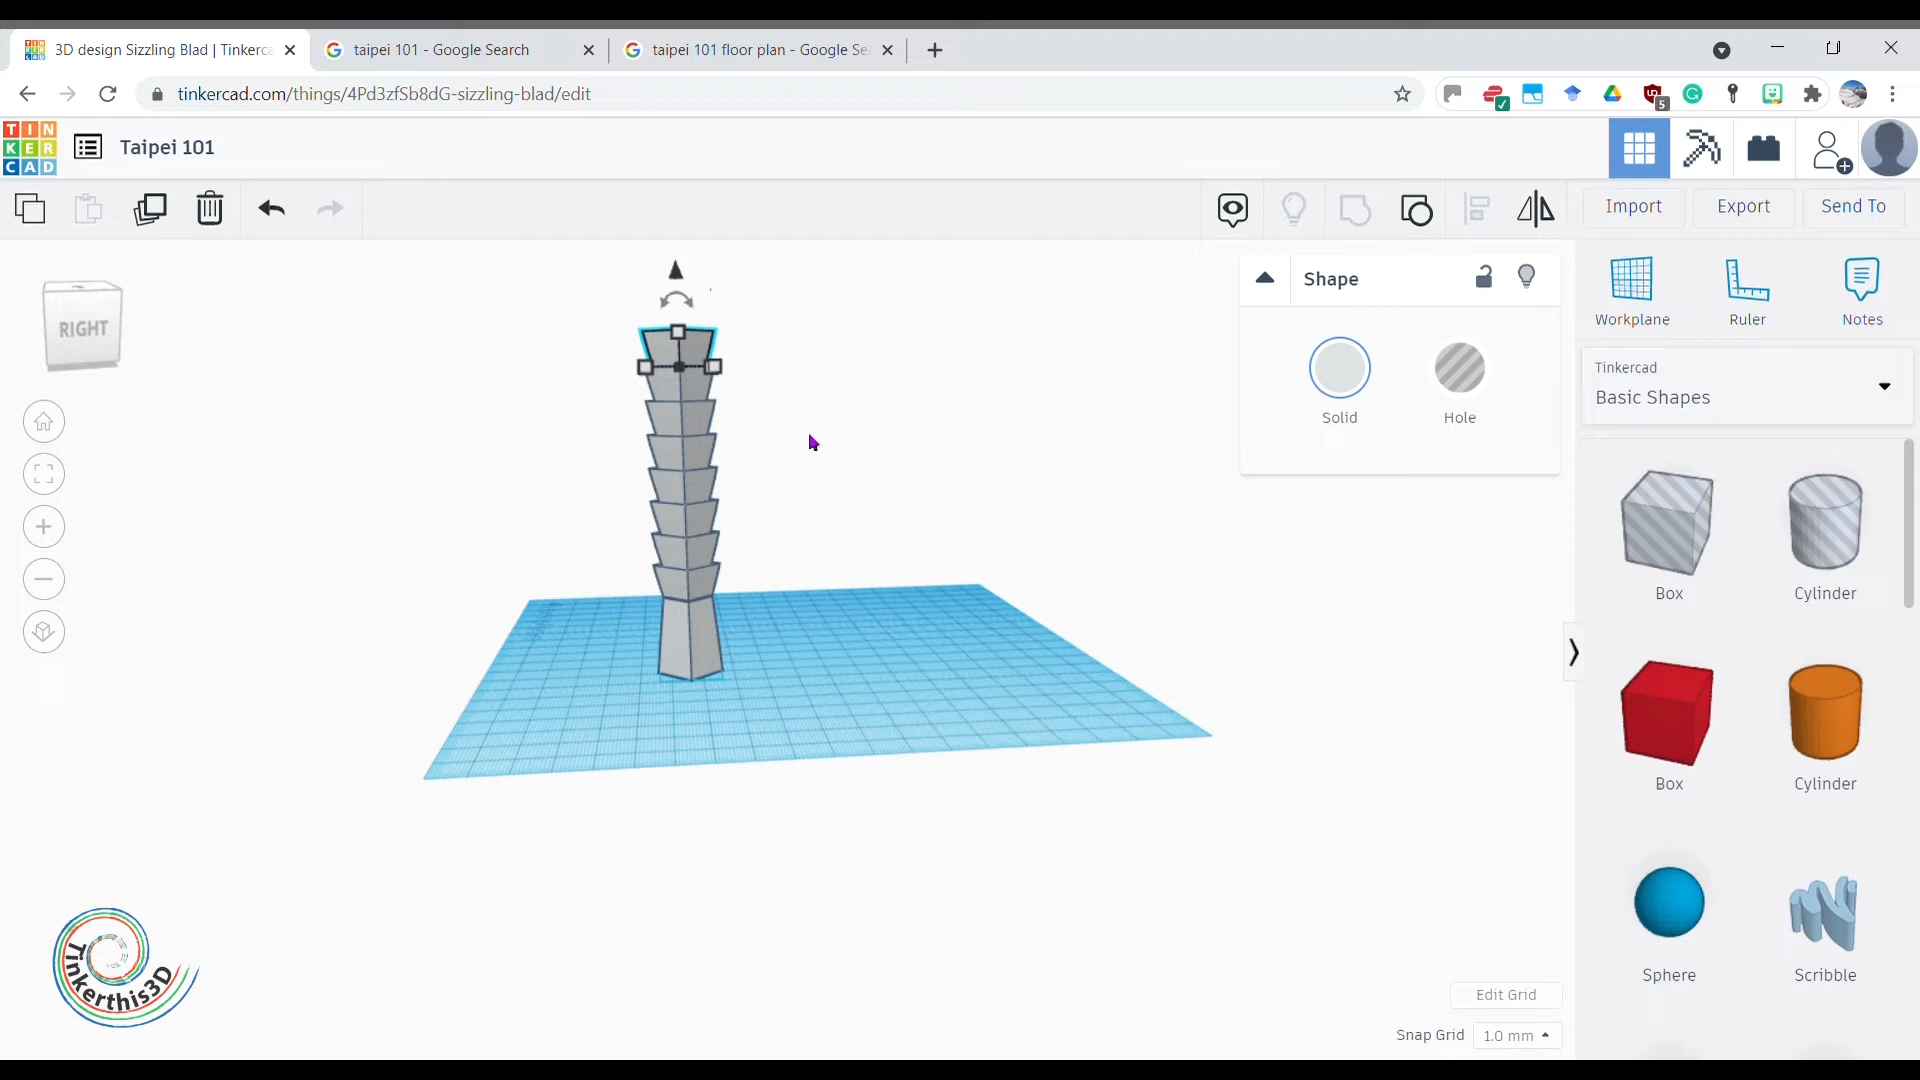 3D design Sizzling Blad | Tinkerca
taipei 101 - Google Search
taipei 101 floor plan - Google Se
tinkercad.com/things/4Pd3zfSb8dG-sizzling-blad/edit
5
TIN
KER
CAD
Taipei 101
Import
Export
Send To
RIGHT
Shape
Solid
Hole
Workplane
Ruler
Notes
Tinkercad
Basic Shapes
Box
Cylinder
Box
Cylinder
Sphere
Scribble
Tinkerthis3D
Edit Grid
Snap Grid
1.0 mm